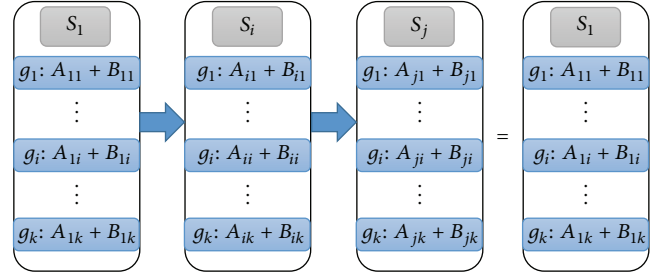 S₁ Sᵢ Sⱼ S₁
g₁: A₁₁ + B₁₁ g₁: Aᵢ₁ + Bᵢ₁ g₁: Aⱼ₁ + Bⱼ₁ g₁: A₁₁ + B₁₁
⋮ ⋮ ⋮ ⋮
=
gᵢ: A₁ᵢ + B₁ᵢ gᵢ: Aᵢᵢ + Bᵢᵢ gᵢ: Aⱼᵢ + Bⱼᵢ gᵢ: A₁ᵢ + B₁ᵢ
⋮ ⋮ ⋮ ⋮
gₖ: A₁ₖ + B₁ₖ gₖ: Aᵢₖ + Bᵢₖ gₖ: Aⱼₖ + Bⱼₖ gₖ: A₁ₖ + B₁ₖ